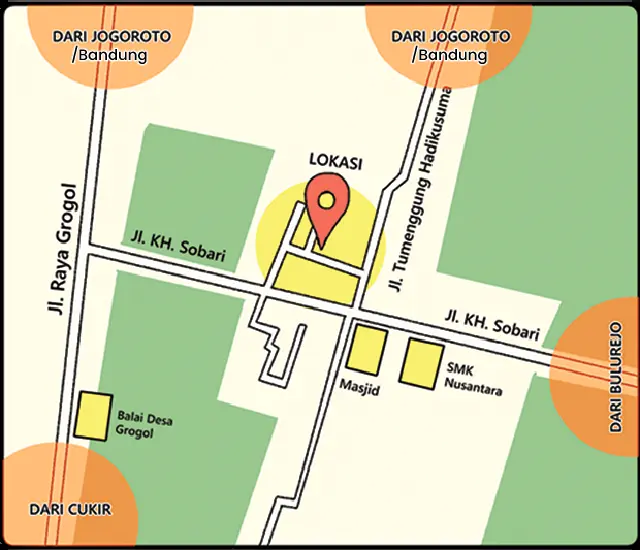 DARI JOGOROTO
/Bandung
DARI JOGOROTO
/Bandung
LOKASI
Jl. Tumenggung Hadikusuma
Jl. Raya Grogol
Jl. KH. Sobari
Jl. KH. Sobari
Masjid
SMK
Nusantara
DARI BULUREJO
Balai Desa
Grogol
DARI CUKIR